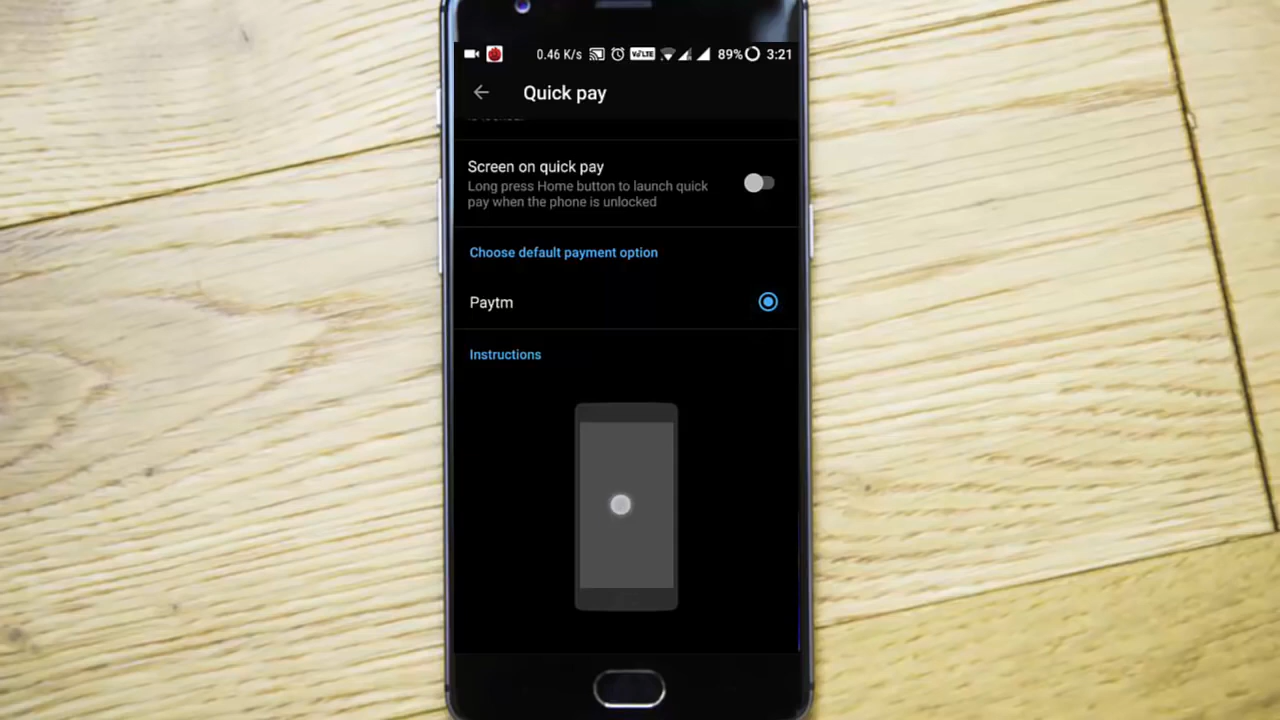 0.46 K/s VoLTE 89% 3:21
Quick pay
Screen on quick pay
Long press Home button to launch quick
pay when the phone is unlocked
Choose default payment option
Paytm
Instructions